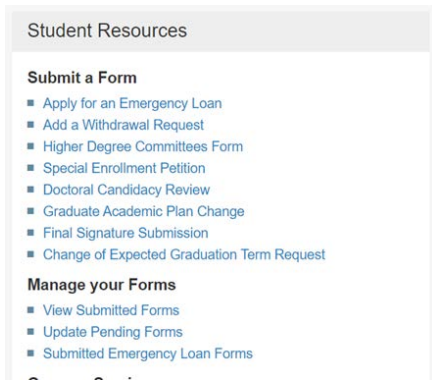 Student Resources
Submit a Form
Apply for an Emergency Loan
Add a Withdrawal Request
Higher Degree Committees Form
Special Enrollment Petition
Doctoral Candidacy Review
Graduate Academic Plan Change
Final Signature Submission
Change of Expected Graduation Term Request
Manage your Forms
View Submitted Forms
Update Pending Forms
Submitted Emergency Loan Forms